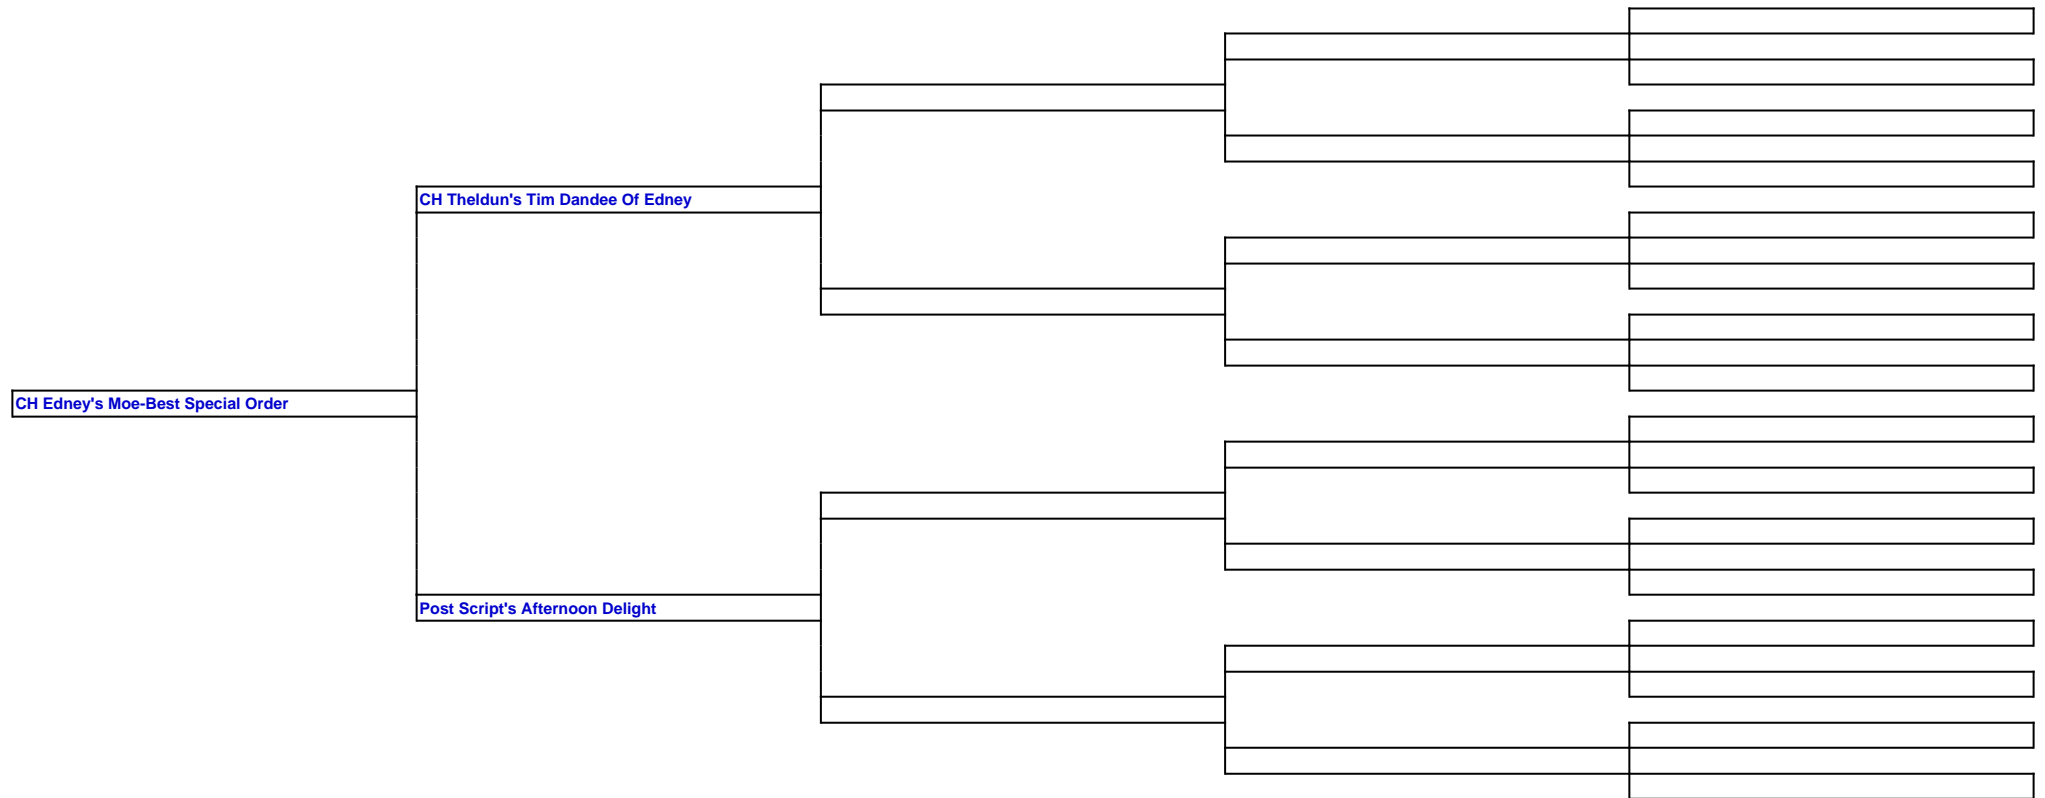 CH Theldun's Tim Dandee Of Edney
CH Edney's Moe-Best Special Order
Post Script's Afternoon Delight